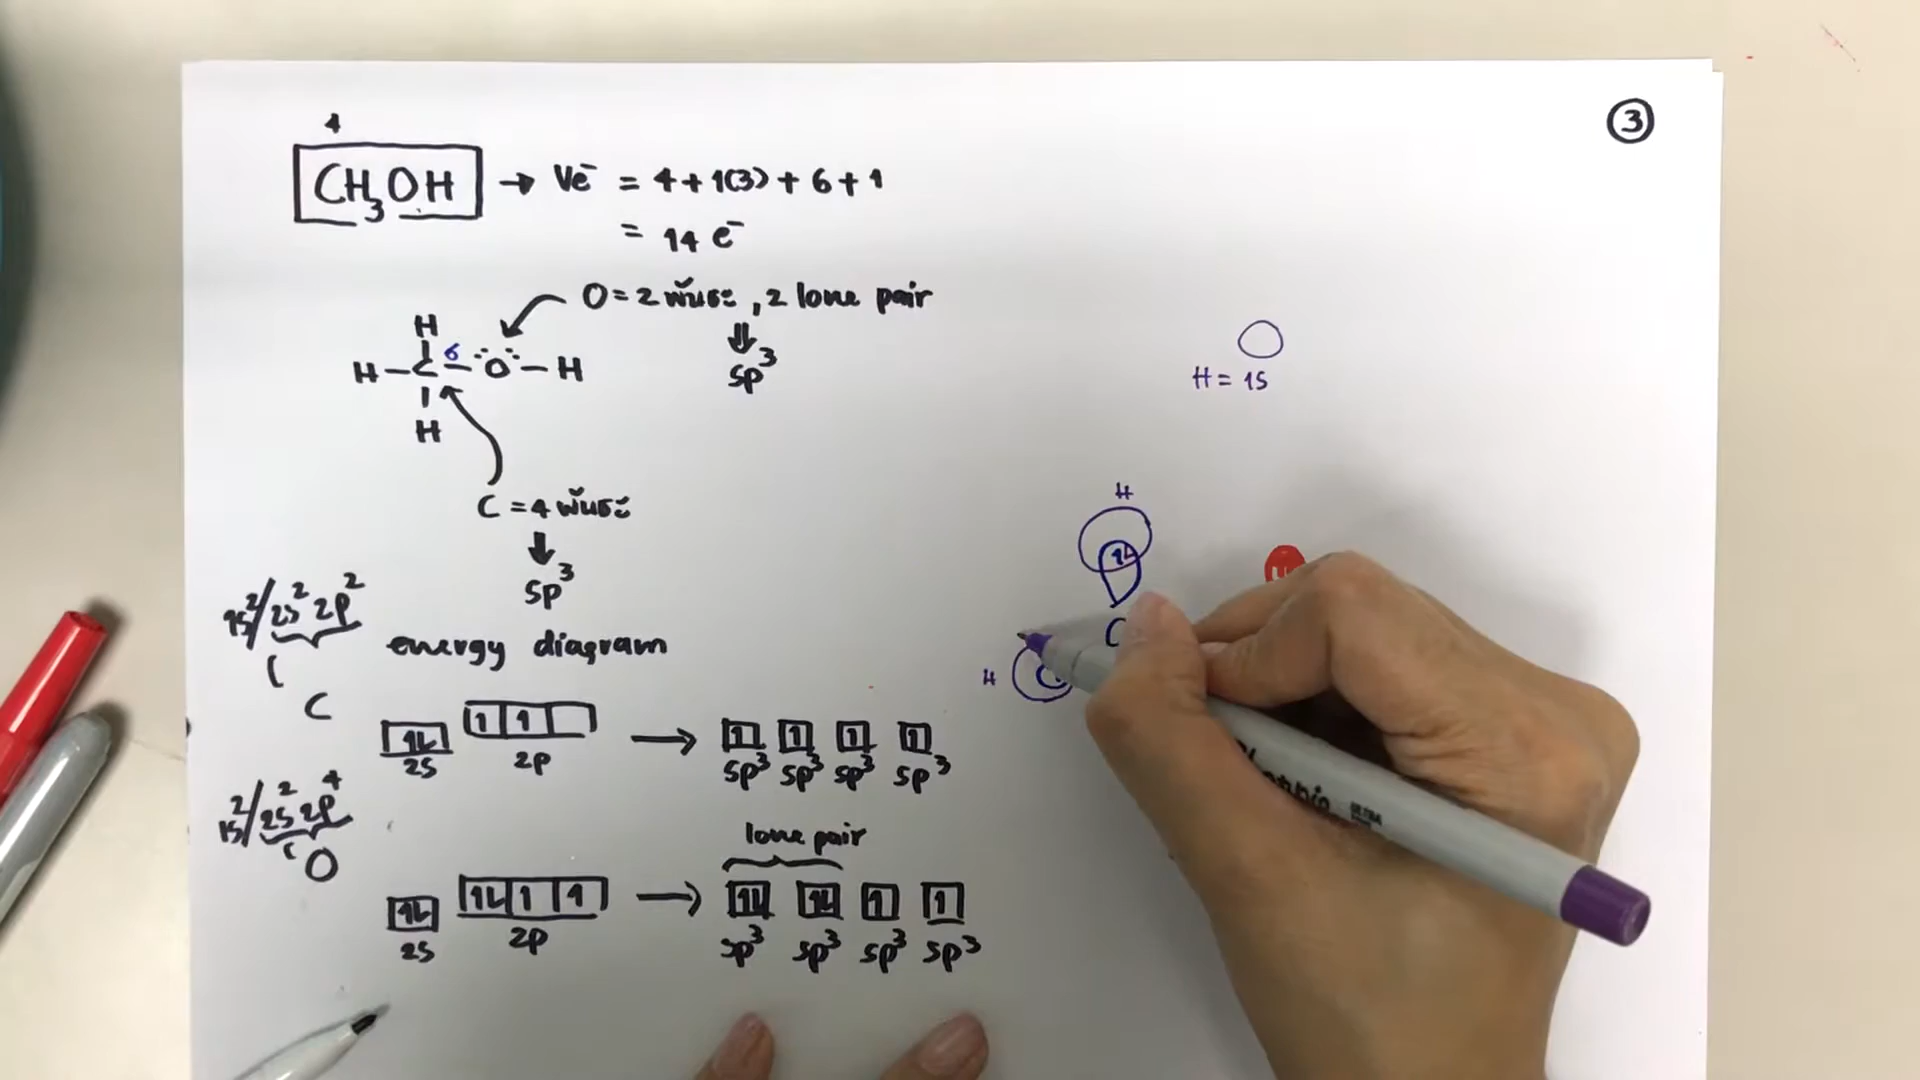 ③
4
CH₃OH → Ve⁻ = 4 + 1(3) + 6 + 1
= 14 e⁻
O = 2 พันธะ , 2 lone pair
sp³
H
H – C – O – H
6
H
C = 4 พันธะ
sp³
H = 1s
H
1s²/2s² 2p²
C
energy diagram
C
H
2s 2p → sp³ sp³ sp³ sp³
1s²/2s² 2p⁴
O
lone pair
2s 2p → sp³ sp³ sp³ sp³